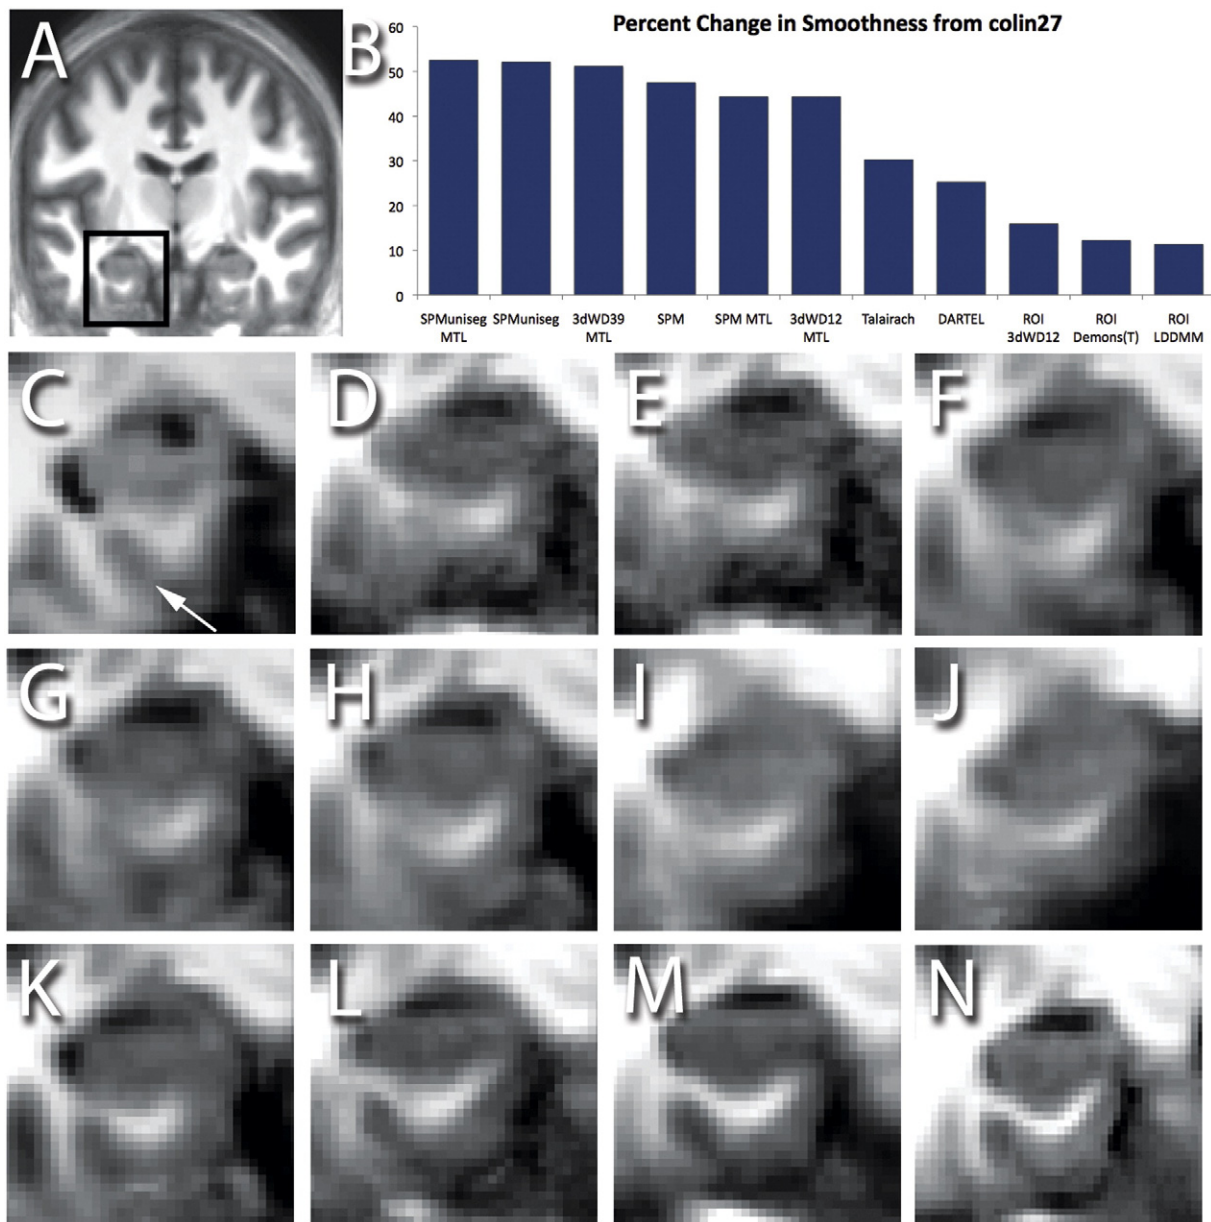 A
B
Percent Change in Smoothness from colin27
60
50
40
30
20
10
0
SPMuniseg SPMuniseg 3dWD39 SPM SPM MTL 3dWD12 Talairach DARTEL ROI ROI ROI
MTL MTL MTL 3dWD12 Demons(T) LDDMM
C D E F
G H I J
K L M N